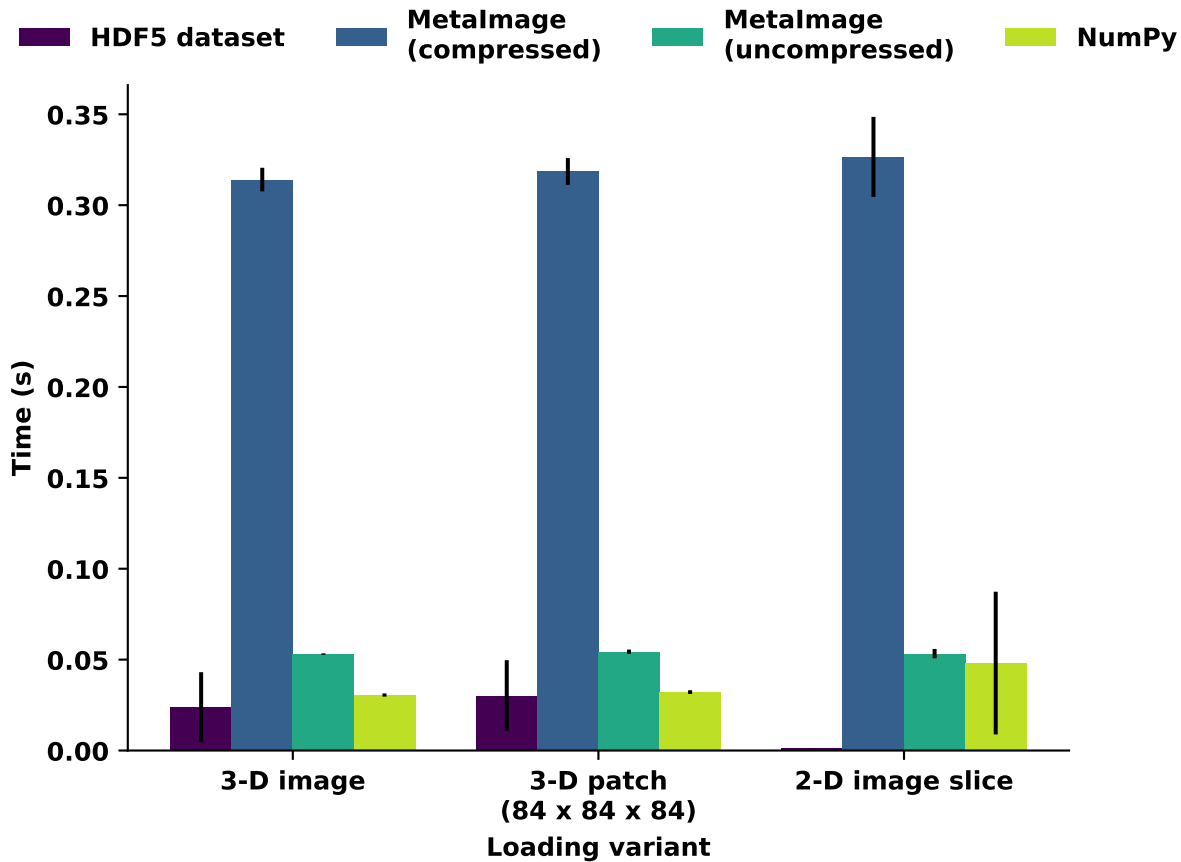 HDF5 dataset
MetaImage
(compressed)
MetaImage
(uncompressed)
NumPy
0.35
0.30
0.25
0.20
0.15
0.10
0.05
0.00
Time (s)
3-D image
3-D patch
(84 x 84 x 84)
2-D image slice
Loading variant